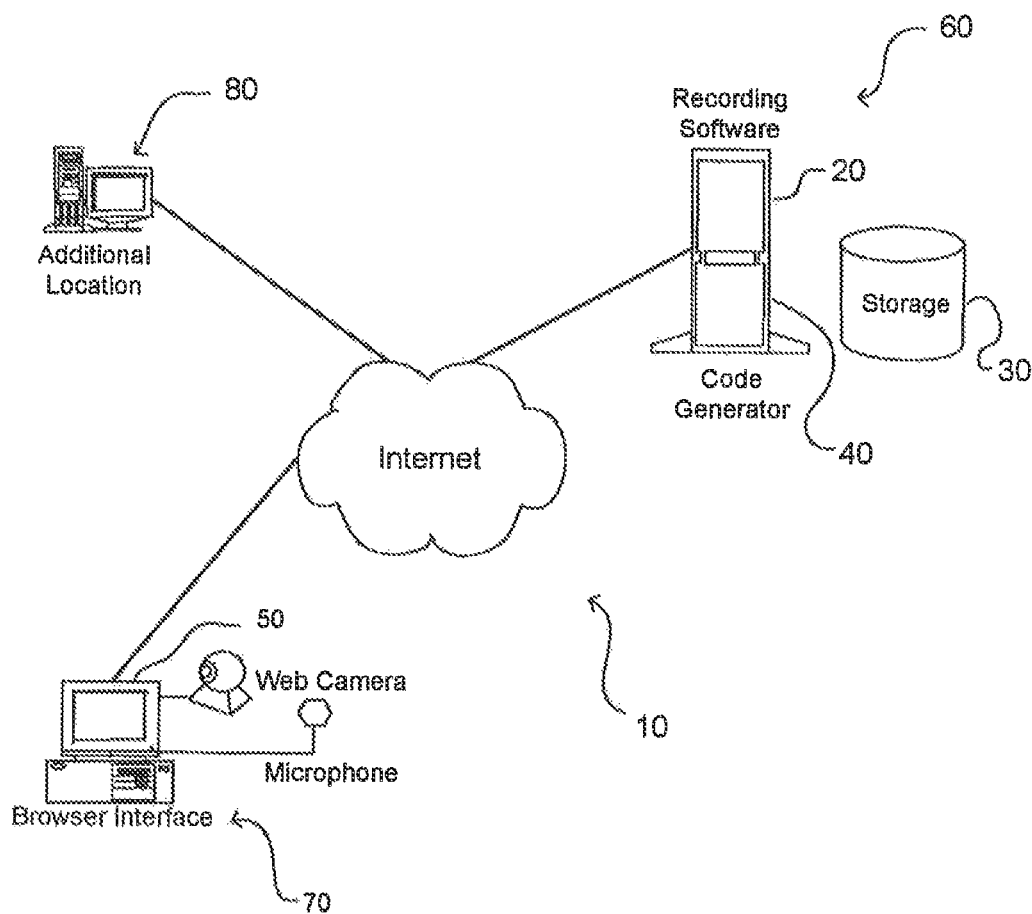 60
80
Recording
Software
20
Additional
Location
Storage
30
Code
Generator
40
Internet
50
Web Camera
10
Microphone
Browser Interface
70